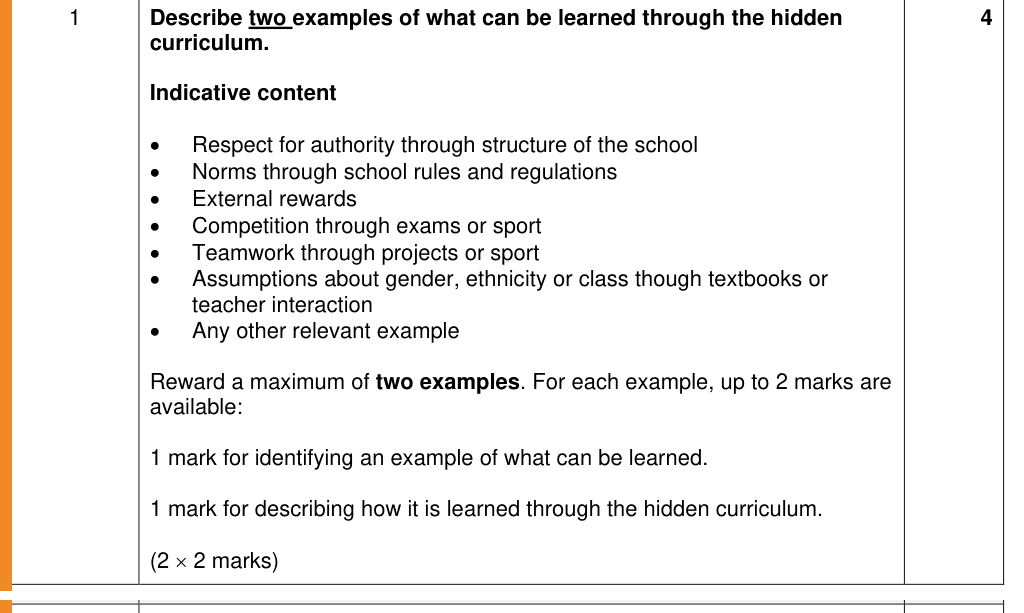 1 Describe two examples of what can be learned through the hidden 4
curriculum.
Indicative content
• Respect for authority through structure of the school
• Norms through school rules and regulations
• External rewards
• Competition through exams or sport
• Teamwork through projects or sport
• Assumptions about gender, ethnicity or class though textbooks or
teacher interaction
• Any other relevant example
Reward a maximum of two examples. For each example, up to 2 marks are
available:
1 mark for identifying an example of what can be learned.
1 mark for describing how it is learned through the hidden curriculum.
(2 × 2 marks)